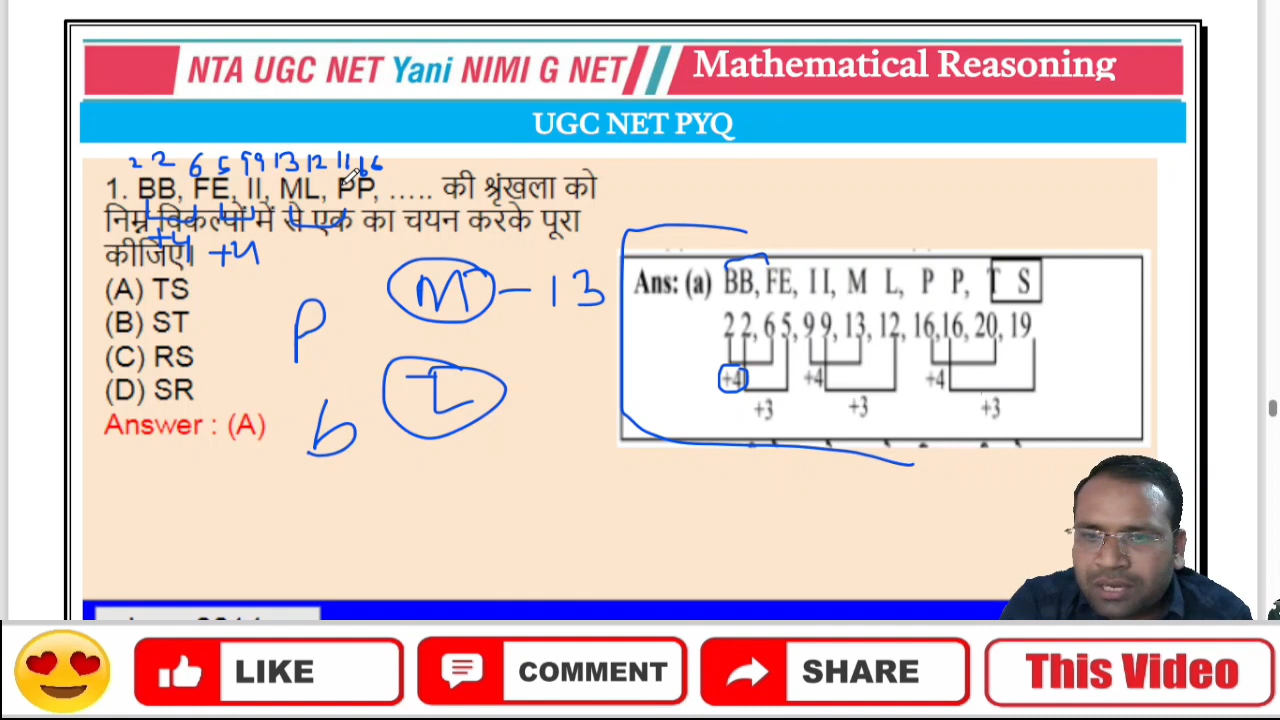 NTA UGC NET Yani NIMI G NET
Mathematical Reasoning
UGC NET PYQ
2 2 6 5 9 9 13 12 11 16
1. BB, FE, II, ML, PP, ..... की श्रृंखला को
निम्न विकल्पों में से एक का चयन करके पूरा
कीजिए।
+4 +4
(A) TS
(B) ST
(C) RS
(D) SR
Answer : (A)
P
b
M - 13
L
Ans: (a) BB, FE, II, M L, P P, T S
2 2, 6 5, 9 9, 13, 12, 16,16, 20, 19
+4 +4 +4
+3 +3 +3
LIKE
COMMENT
SHARE
This Video